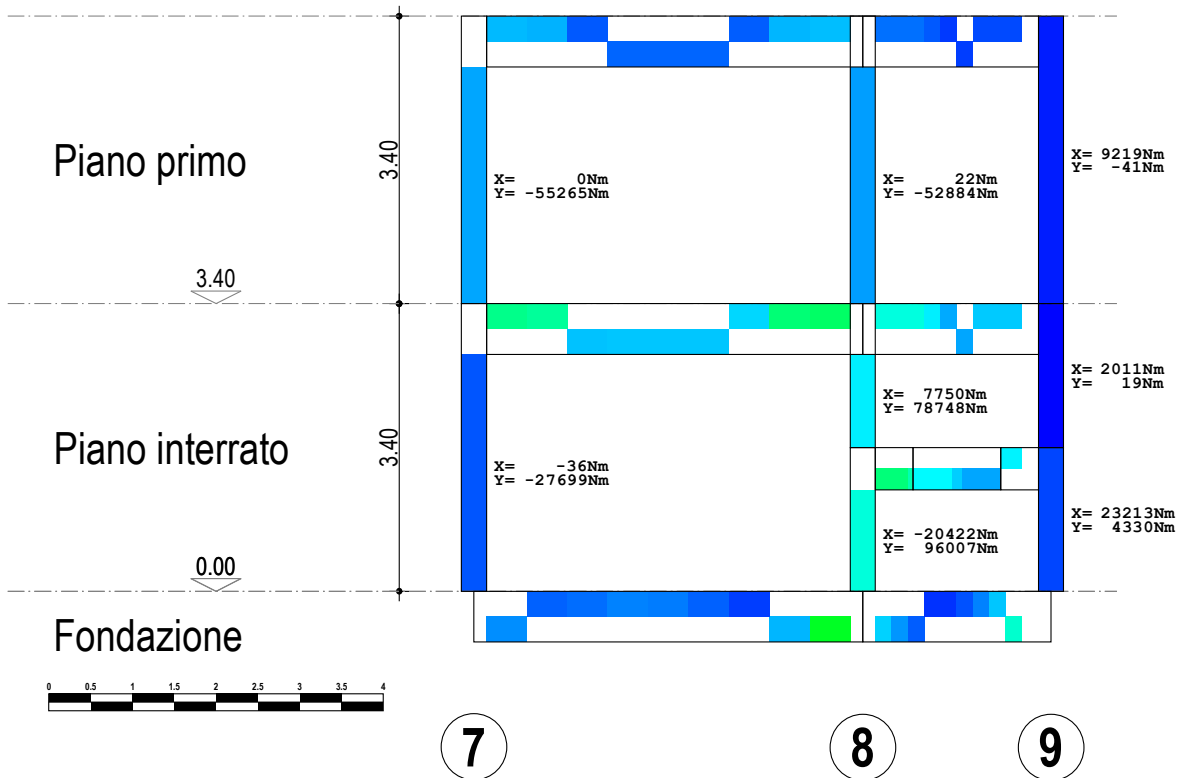 Piano primo
3.40
X=      0Nm
Y= -55265Nm
X=     22Nm
Y= -52884Nm
X= 9219Nm
Y=  -41Nm
3.40
Piano interrato
3.40
X=    -36Nm
Y= -27699Nm
X=  7750Nm
Y= 78748Nm
X= 2011Nm
Y=   19Nm
X= -20422Nm
Y=  96007Nm
X= 23213Nm
Y=  4330Nm
0.00
Fondazione
0 0.5 1 1.5 2 2.5 3 3.5 4
7 8 9